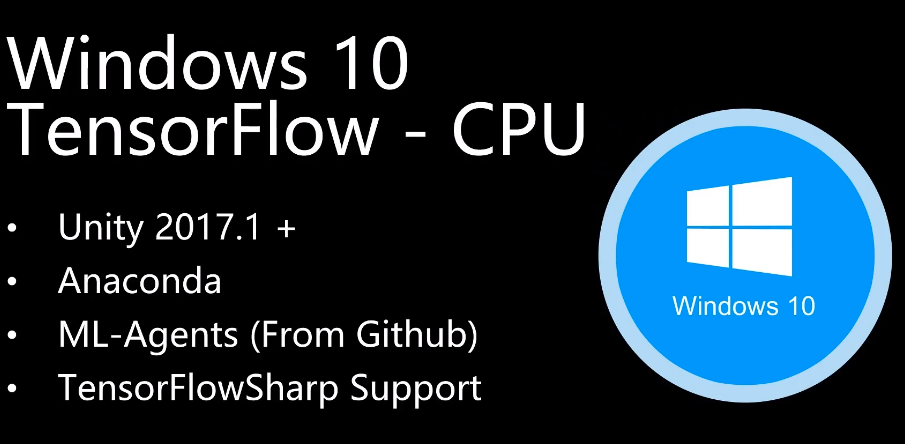 Windows 10
TensorFlow - CPU
• Unity 2017.1 +
• Anaconda
• ML-Agents (From Github)
• TensorFlowSharp Support
Windows 10